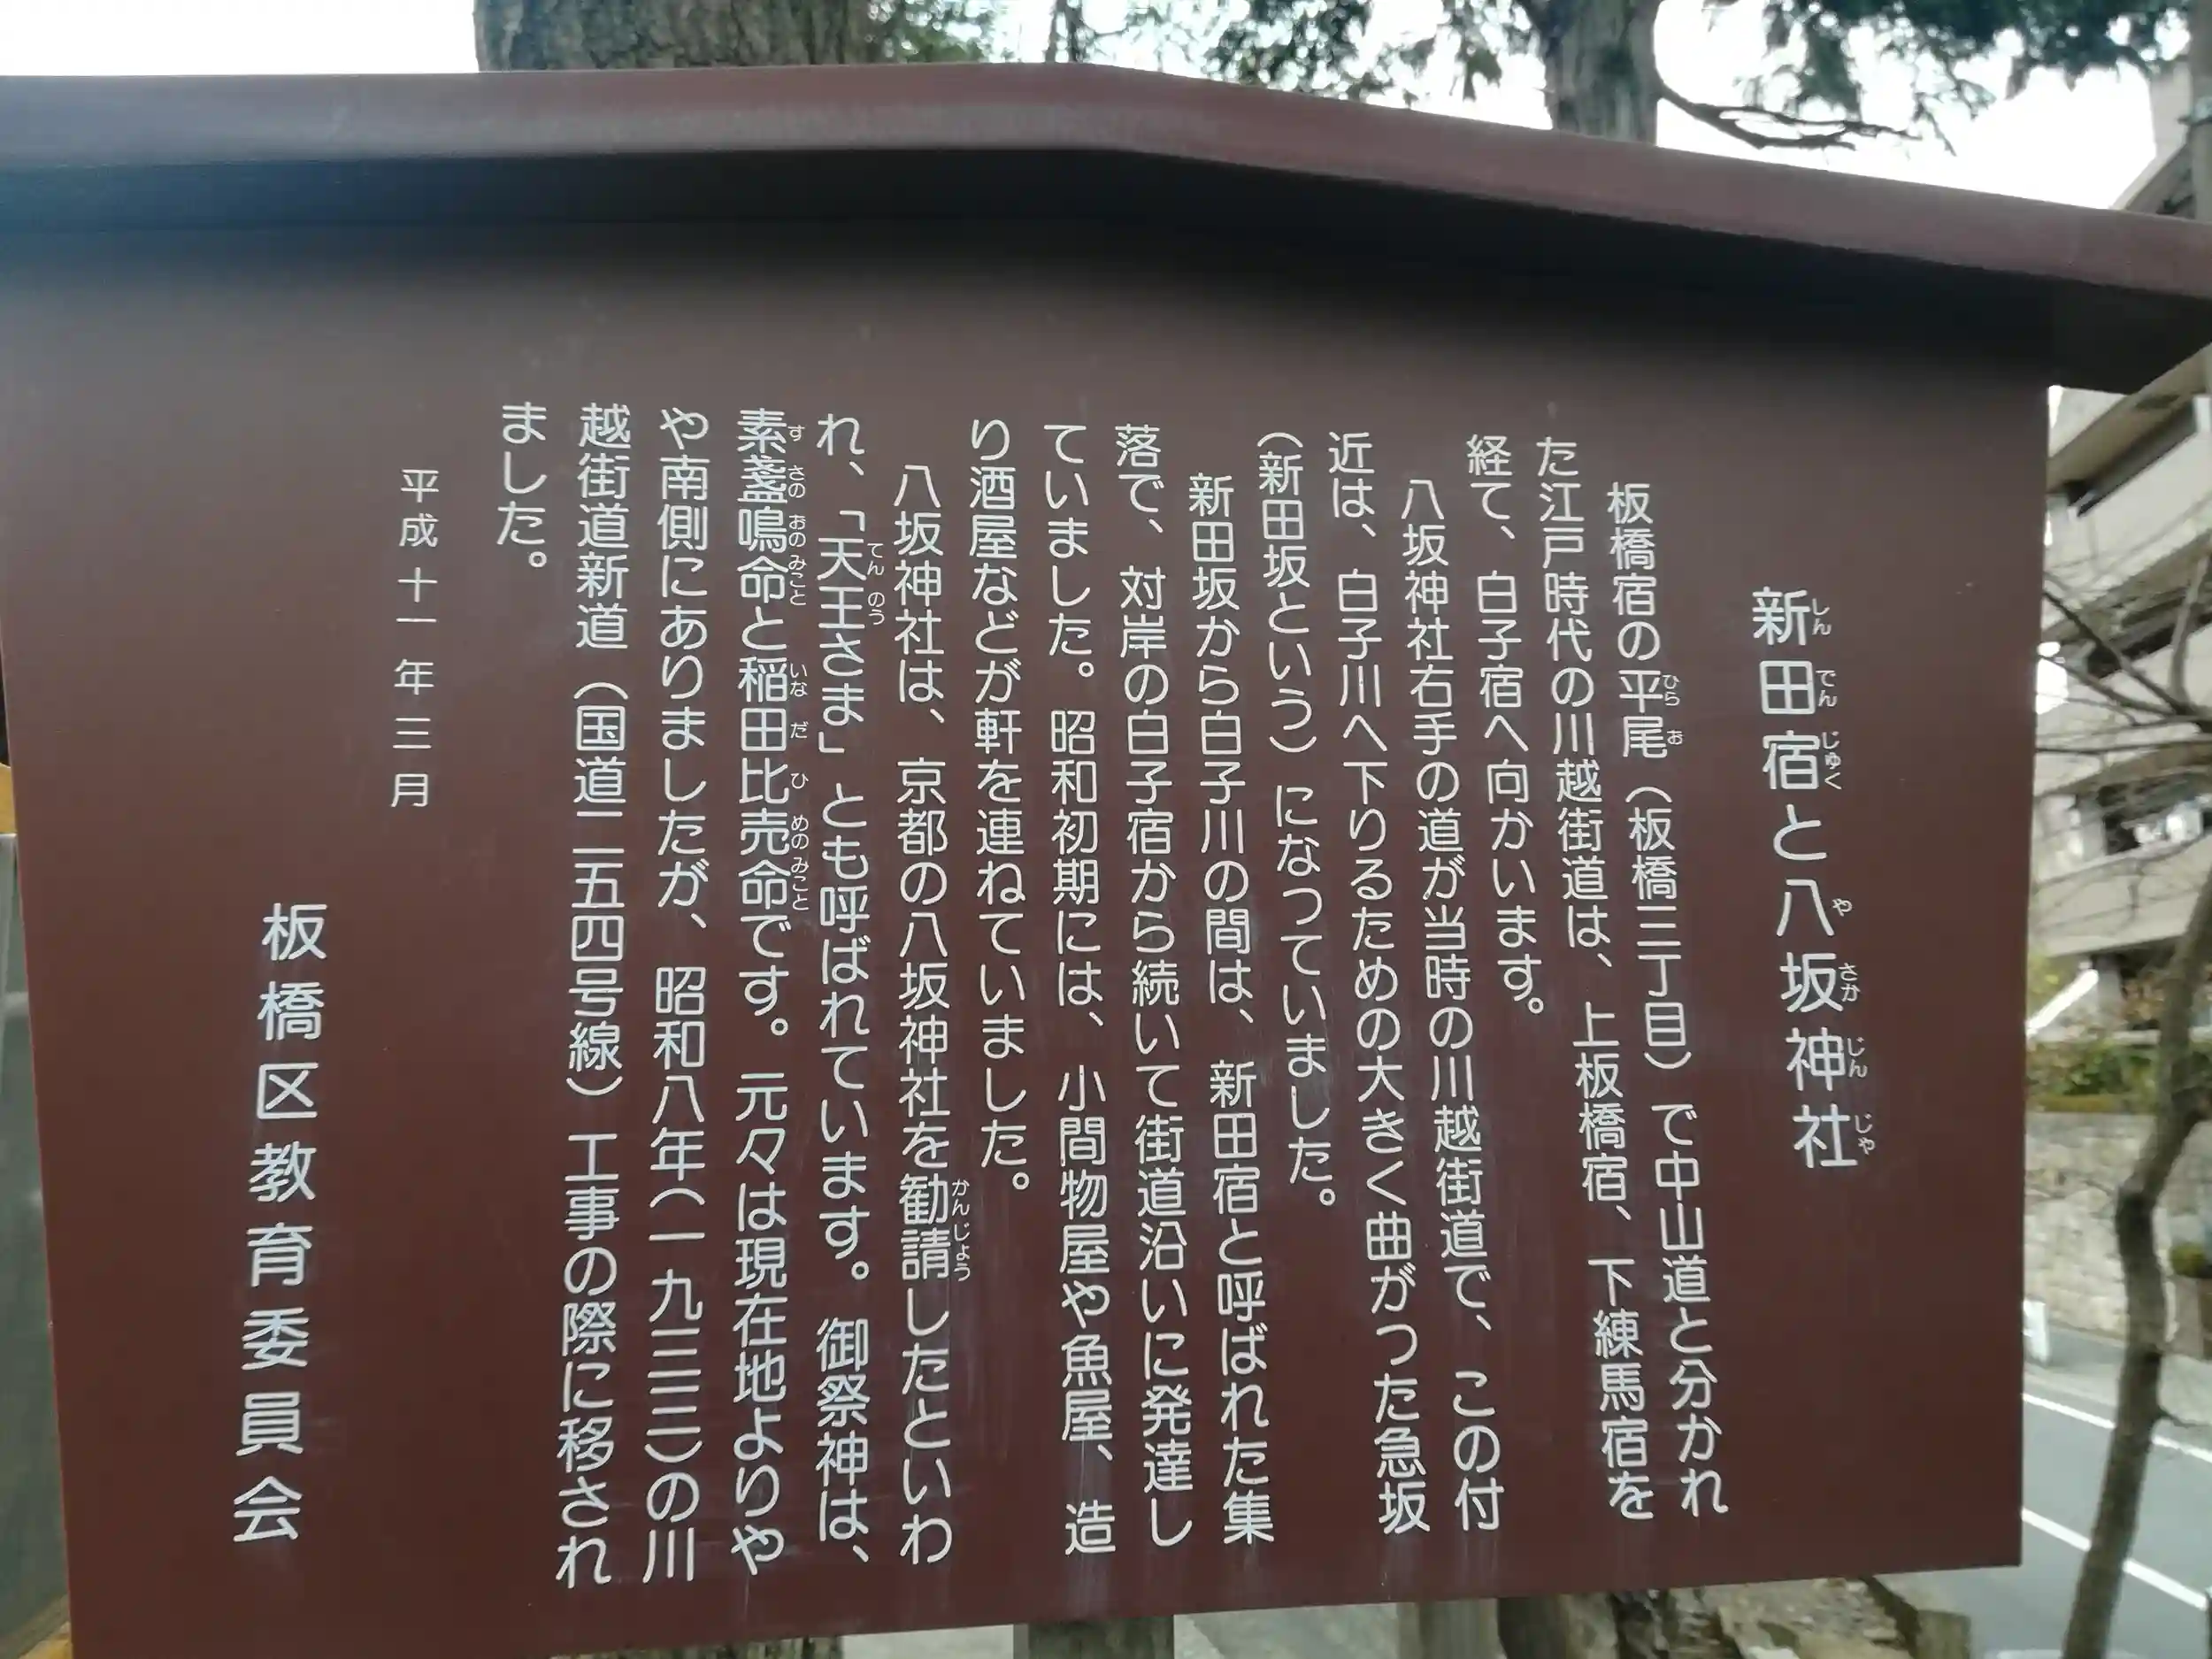 新田宿と八坂神社
板橋宿の平尾（板橋三丁目）で中山道と分かれ
た江戸時代の川越街道は、上板橋宿、下練馬宿を
経て、白子宿へ向かいます。
八坂神社右手の道が当時の川越街道で、この付
近は、白子川へ下りるための大きく曲がった急坂
（新田坂という）になっていました。
新田坂から白子川の間は、新田宿と呼ばれた集
落で、対岸の白子宿から続いて街道沿いに発達し
ていました。昭和初期には、小間物屋や魚屋、造
り酒屋などが軒を連ねていました。
八坂神社は、京都の八坂神社を勧請したといわ
れ、「天王さま」とも呼ばれています。御祭神は、
素盞鳴命と稲田比売命です。元々は現在地よりや
や南側にありましたが、昭和八年（一九三三）の川
越街道新道（国道二五四号線）工事の際に移され
ました。
平成十一年三月
板橋区教育委員会